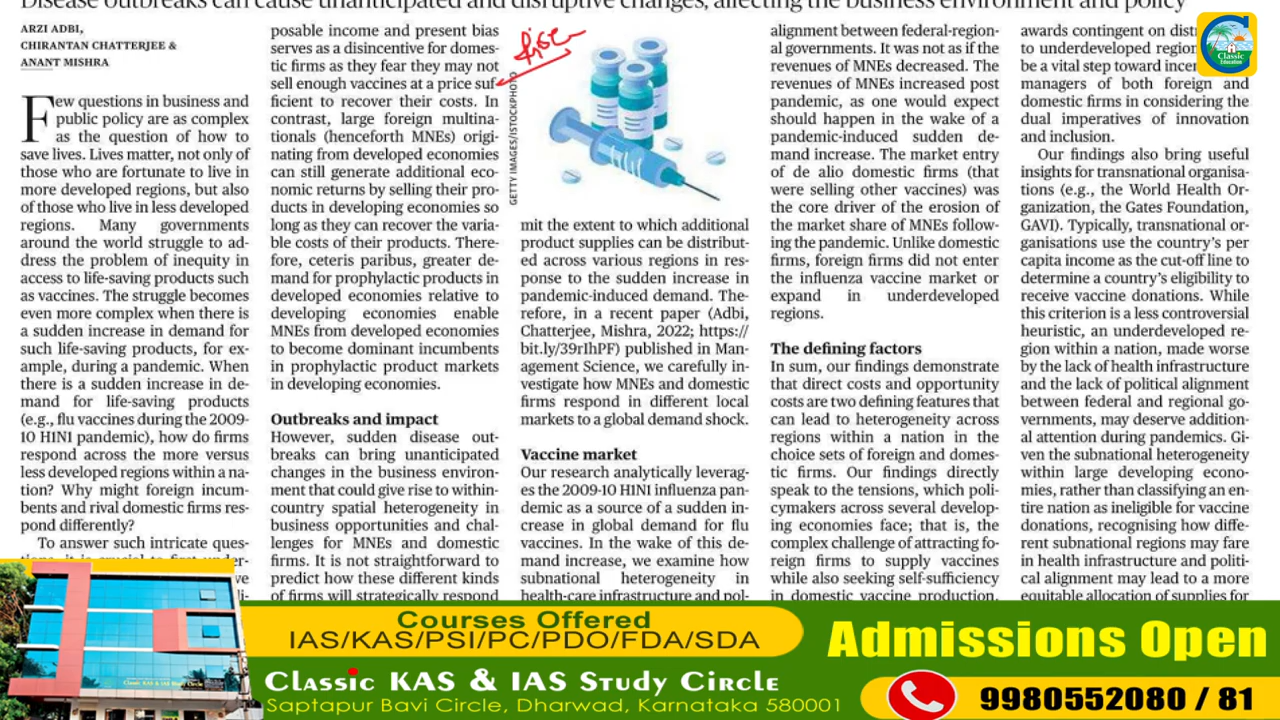 Disease outbreaks can cause unanticipated and disruptive changes, affecting the business environment and policy
ARZI ADBI,
CHIRANTAN CHATTERJEE &
ANANT MISHRA
Few questions in business and
public policy are as complex
as the question of how to
save lives. Lives matter, not only of
those who are fortunate to live in
more developed regions, but also
of those who live in less developed
regions. Many governments
around the world struggle to ad-
dress the problem of inequity in
access to life-saving products such
as vaccines. The struggle becomes
even more complex when there is
a sudden increase in demand for
such life-saving products, for ex-
ample, during a pandemic. When
there is a sudden increase in de-
mand for life-saving products
(e.g., flu vaccines during the 2009-
10 H1N1 pandemic), how do firms
respond across the more versus
less developed regions within a na-
tion? Why might foreign incum-
bents and rival domestic firms res-
pond differently?
To answer such intricate ques-
posable income and present bias
serves as a disincentive for domes-
tic firms as they fear they may not
sell enough vaccines at a price suf
ficient to recover their costs. In
contrast, large foreign multina-
tionals (henceforth MNEs) origi-
nating from developed economies
can still generate additional eco-
nomic returns by selling their pro-
ducts in developing economies so
long as they can recover the varia-
ble costs of their products. There-
fore, ceteris paribus, greater de-
mand for prophylactic products in
developed economies relative to
developing economies enable
MNEs from developed economies
to become dominant incumbents
in prophylactic product markets
in developing economies.
Outbreaks and impact
However, sudden disease out-
breaks can bring unanticipated
changes in the business environ-
ment that could give rise to within-
country spatial heterogeneity in
business opportunities and chal-
lenges for MNEs and domestic
firms. It is not straightforward to
predict how these different kinds
of firms will strategically respond
GETTY IMAGES/ISTOCKPHOTO
mit the extent to which additional
product supplies can be distribut-
ed across various regions in res-
ponse to the sudden increase in
pandemic-induced demand. The-
refore, in a recent paper (Adbi,
Chatterjee, Mishra, 2022; https://
bit.ly/39rIhPF) published in Man-
agement Science, we carefully in-
vestigate how MNEs and domestic
firms respond in different local
markets to a global demand shock.
Vaccine market
Our research analytically leverag-
es the 2009-10 H1N1 influenza pan-
demic as a source of a sudden in-
crease in global demand for flu
vaccines. In the wake of this de-
mand increase, we examine how
subnational heterogeneity in
health-care infrastructure and pol-
alignment between federal-region-
al governments. It was not as if the
revenues of MNEs decreased. The
revenues of MNEs increased post
pandemic, as one would expect
should happen in the wake of a
pandemic-induced sudden de-
mand increase. The market entry
of de alio domestic firms (that
were selling other vaccines) was
the core driver of the erosion of
the market share of MNEs follow-
ing the pandemic. Unlike domestic
firms, foreign firms did not enter
the influenza vaccine market or
expand in underdeveloped
regions.
The defining factors
In sum, our findings demonstrate
that direct costs and opportunity
costs are two defining features that
can lead to heterogeneity across
regions within a nation in the
choice sets of foreign and domes-
tic firms. Our findings directly
speak to the tensions, which poli-
cymakers across several develop-
ing economies face; that is, the
complex challenge of attracting fo-
reign firms to supply vaccines
while also seeking self-sufficiency
in domestic vaccine production.
awards contingent on dist
to underdeveloped region
be a vital step toward ince
managers of both foreign and
domestic firms in considering the
dual imperatives of innovation
and inclusion.
Our findings also bring useful
insights for transnational organisa-
tions (e.g., the World Health Or-
ganization, the Gates Foundation,
GAVI). Typically, transnational or-
ganisations use the country's per
capita income as the cut-off line to
determine a country's eligibility to
receive vaccine donations. While
this criterion is a less controversial
heuristic, an underdeveloped re-
gion within a nation, made worse
by the lack of health infrastructure
and the lack of political alignment
between federal and regional go-
vernments, may deserve addition-
al attention during pandemics. Gi-
ven the subnational heterogeneity
within large developing econo-
mies, rather than classifying an en-
tire nation as ineligible for vaccine
donations, recognising how diffe-
rent subnational regions may fare
in health infrastructure and politi-
cal alignment may lead to a more
equitable allocation of supplies for
Classic
Education
Courses Offered
IAS/KAS/PSI/PC/PDO/FDA/SDA
Classic KAS & IAS Study Circle
Saptapur Bavi Circle, Dharwad, Karnataka 580001
Admissions Open
9980552080 / 81
CLASSIC KAS & IAS STUDY CIRCLE